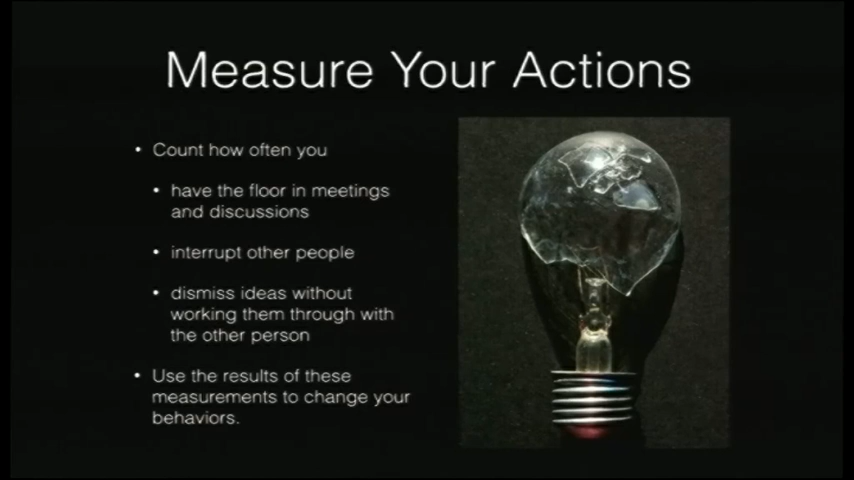 Measure Your Actions
• Count how often you
• have the floor in meetings
and discussions
• interrupt other people
• dismiss ideas without
working them through with
the other person
• Use the results of these
measurements to change your
behaviors.